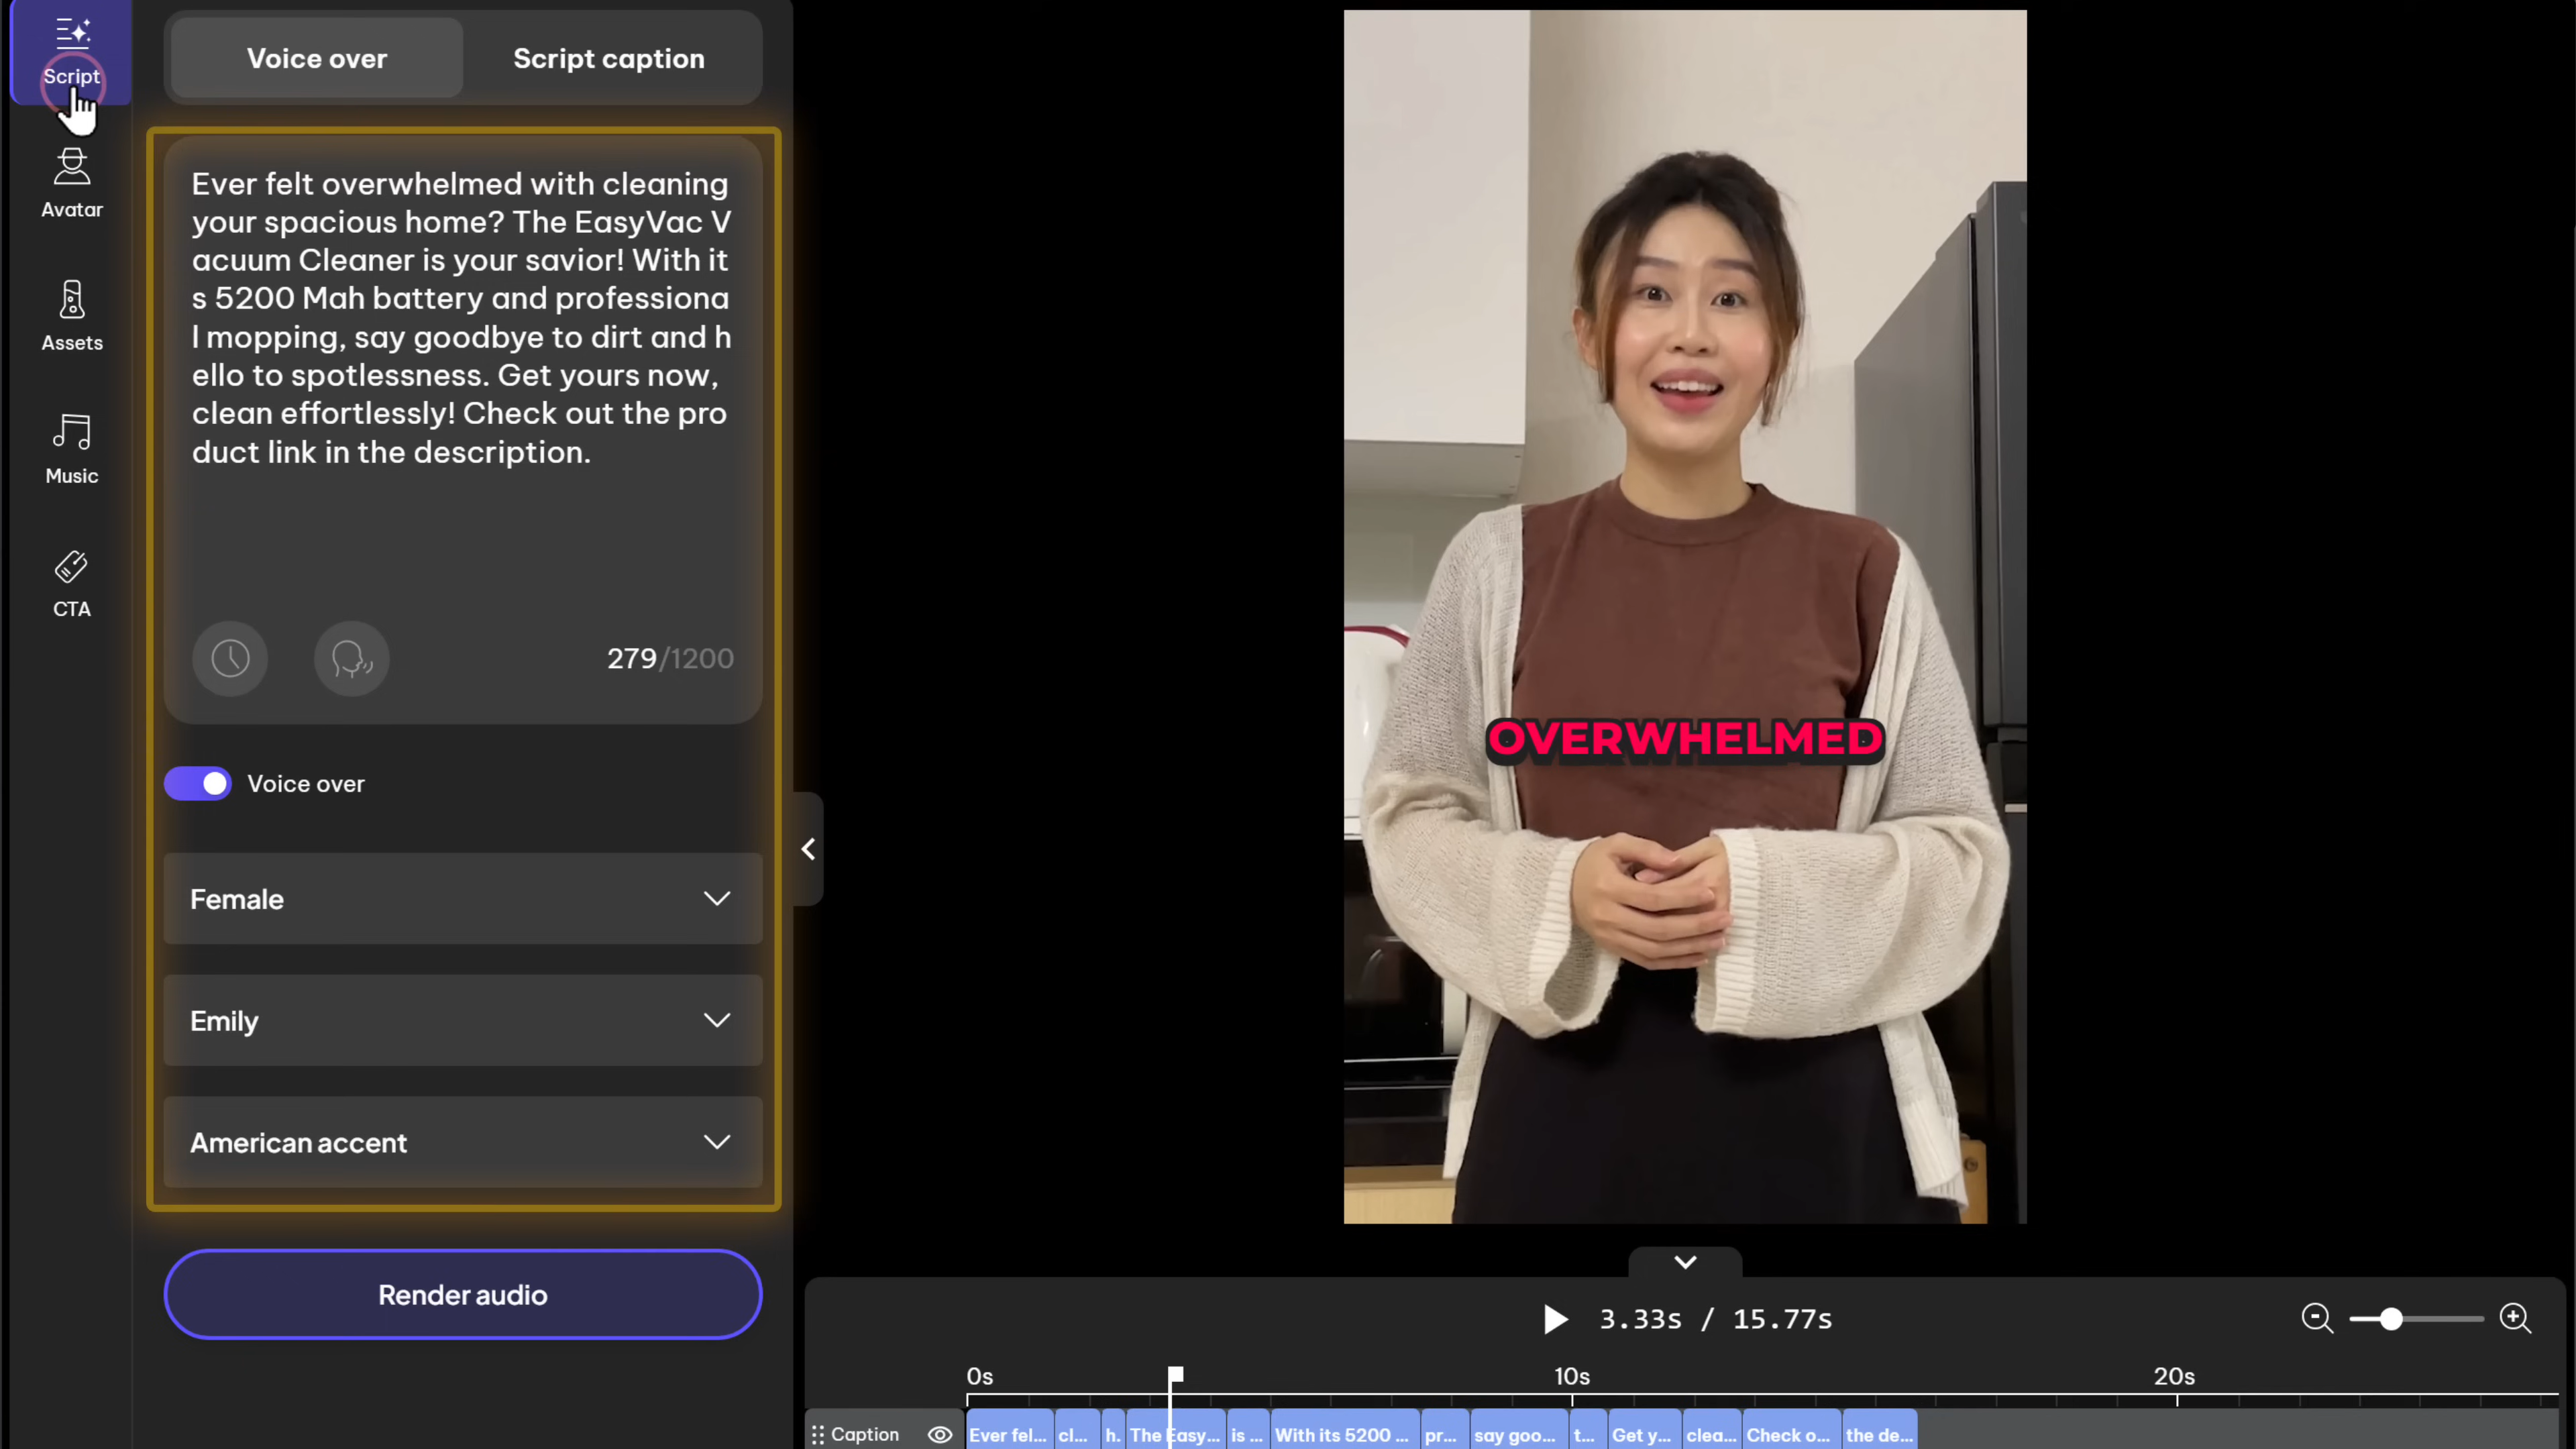 Script
Avatar
Assets
Music
CTA
Voice over
Script caption
Ever felt overwhelmed with cleaning
your spacious home? The EasyVac V
acuum Cleaner is your savior! With it
s 5200 Mah battery and professiona
l mopping, say goodbye to dirt and h
ello to spotlessness. Get yours now,
clean effortlessly! Check out the pro
duct link in the description.
279/1200
Voice over
Female
Emily
American accent
Render audio
OVERWHELMED
3.33s / 15.77s
0s
10s
20s
Caption
Ever fel...
cl...
h.
The Easy...
is ...
With its 5200 ...
pr...
say goo...
t...
Get y...
clea...
Check o...
the de...